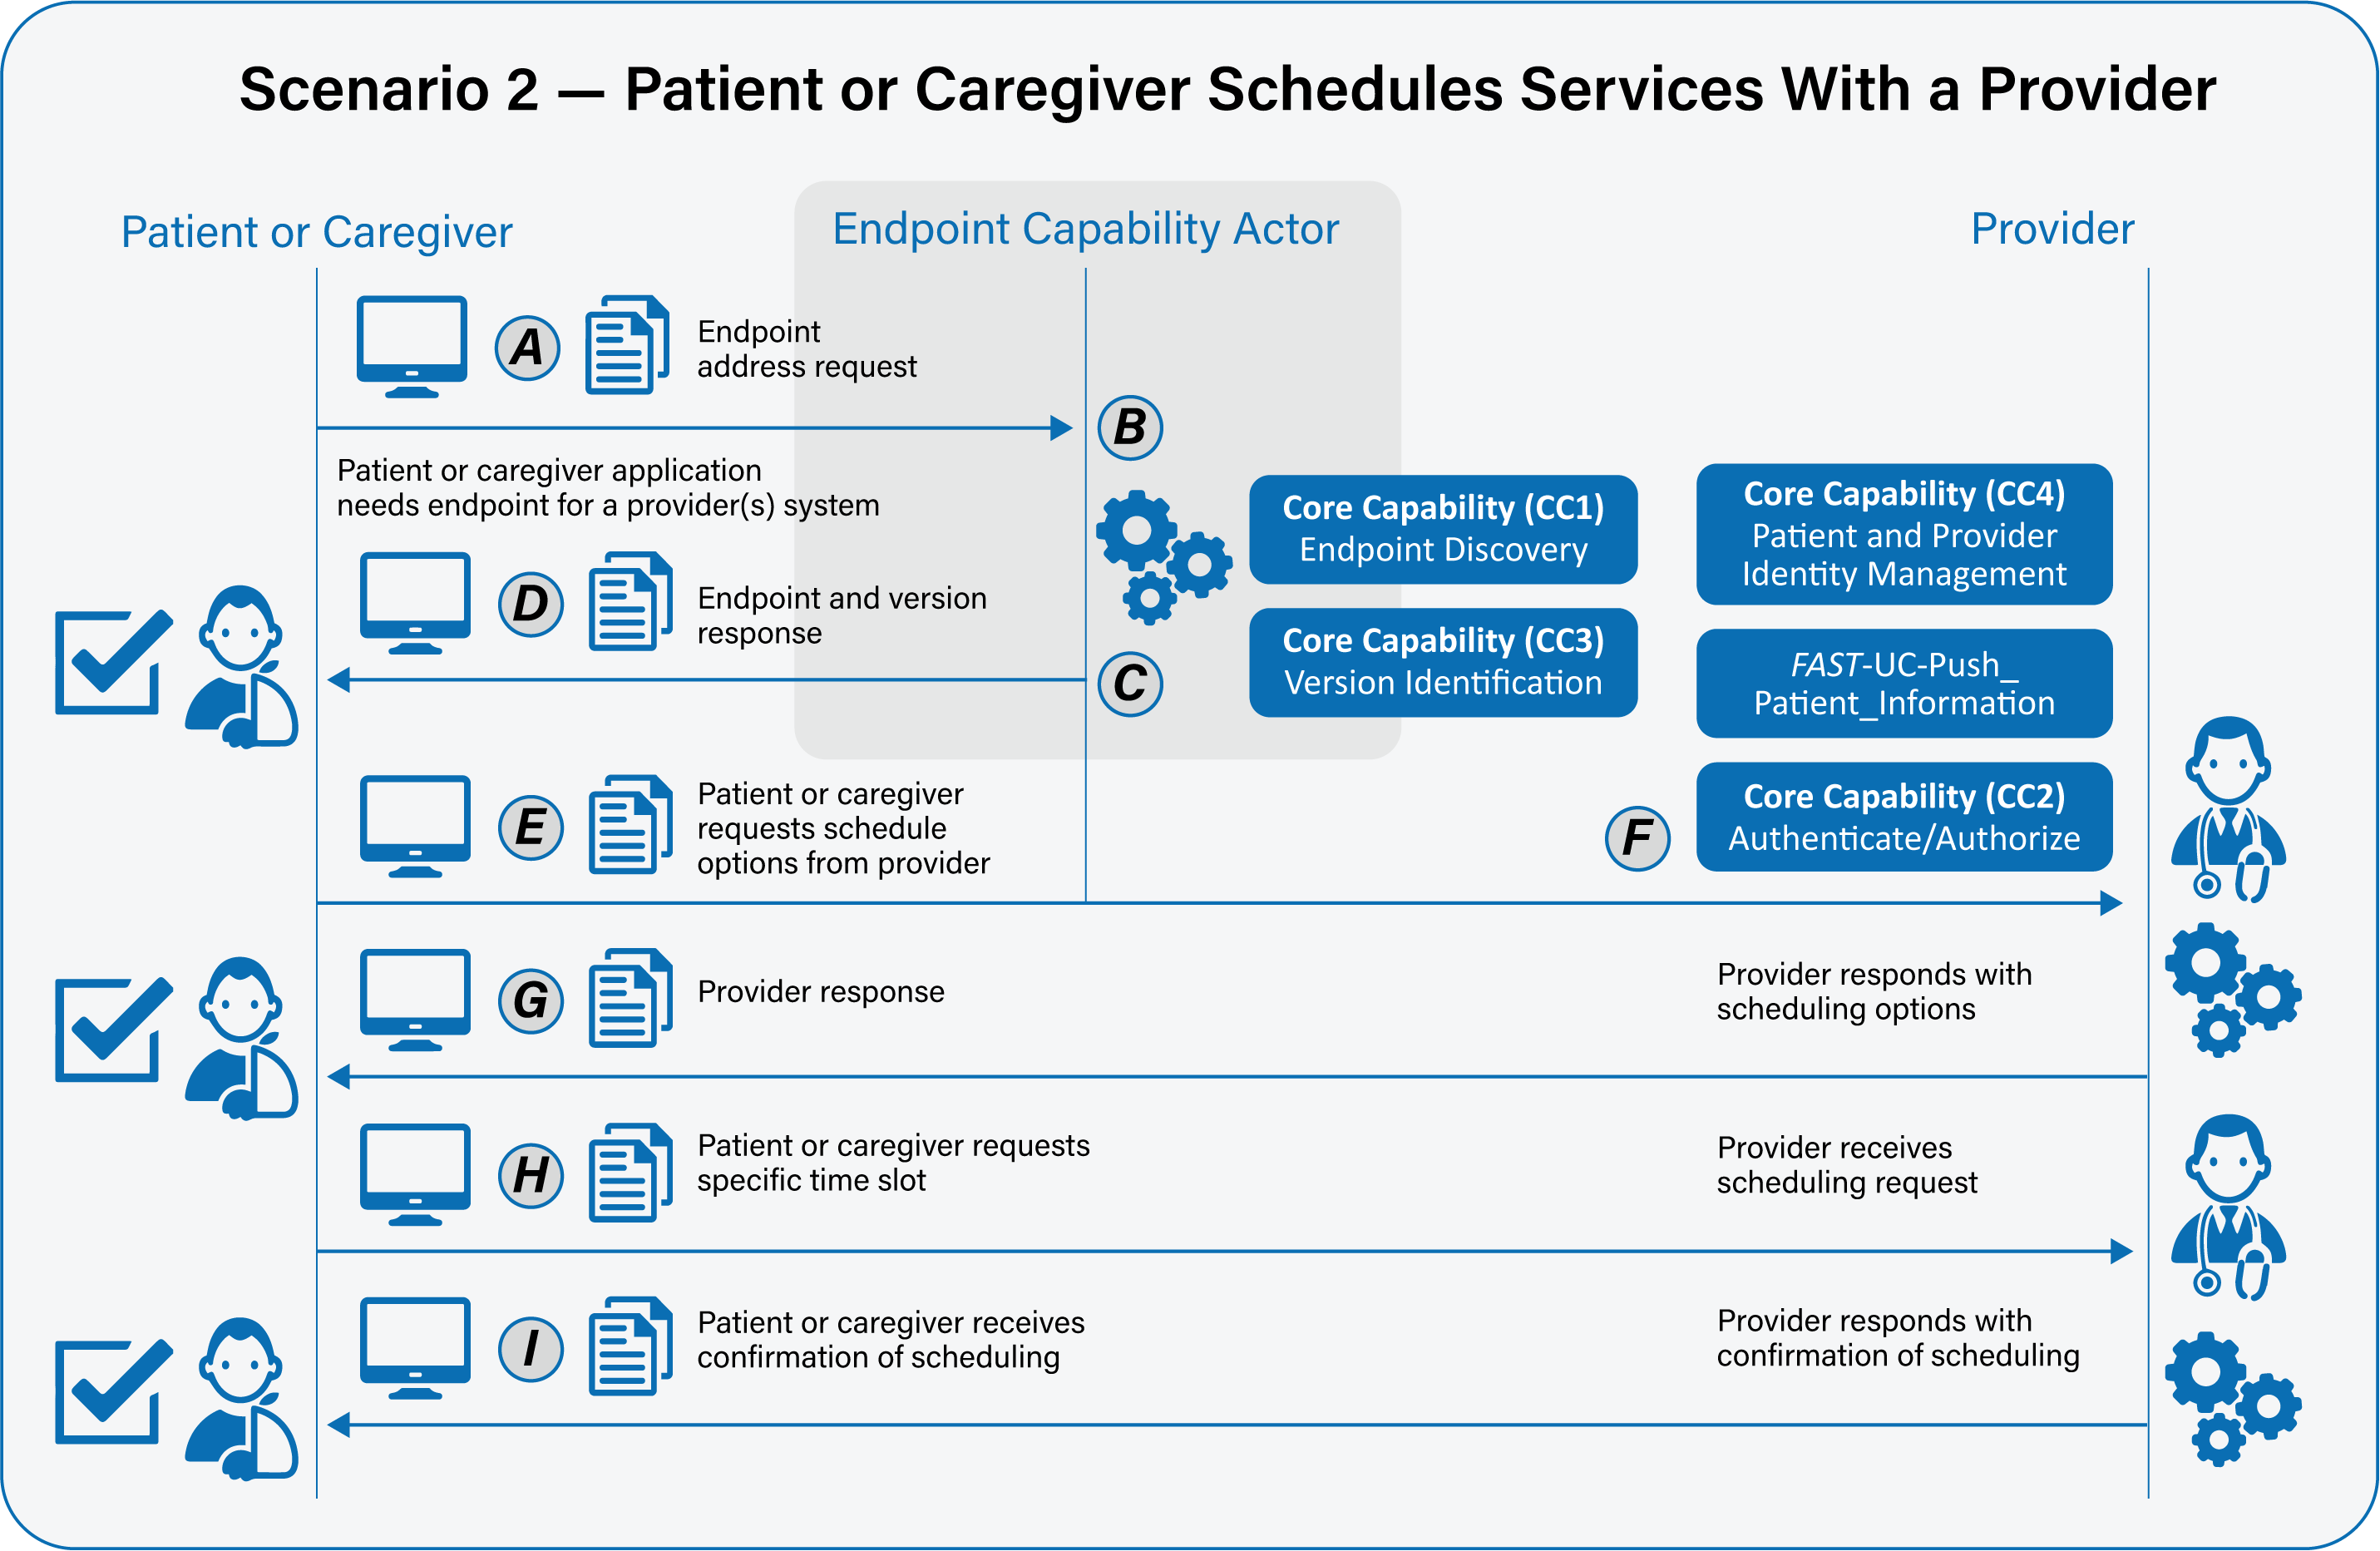 Scenario 2 — Patient or Caregiver Schedules Services With a Provider
Patient or Caregiver
Endpoint Capability Actor
Provider
A
Endpoint
address request
B
Patient or caregiver application
needs endpoint for a provider(s) system
Core Capability (CC1)
Endpoint Discovery
Core Capability (CC4)
Patient and Provider
Identity Management
D
Endpoint and version
response
C
Core Capability (CC3)
Version Identification
FAST-UC-Push_
Patient_Information
E
Patient or caregiver
requests schedule
options from provider
F
Core Capability (CC2)
Authenticate/Authorize
G
Provider response
Provider responds with
scheduling options
H
Patient or caregiver requests
specific time slot
Provider receives
scheduling request
I
Patient or caregiver receives
confirmation of scheduling
Provider responds with
confirmation of scheduling